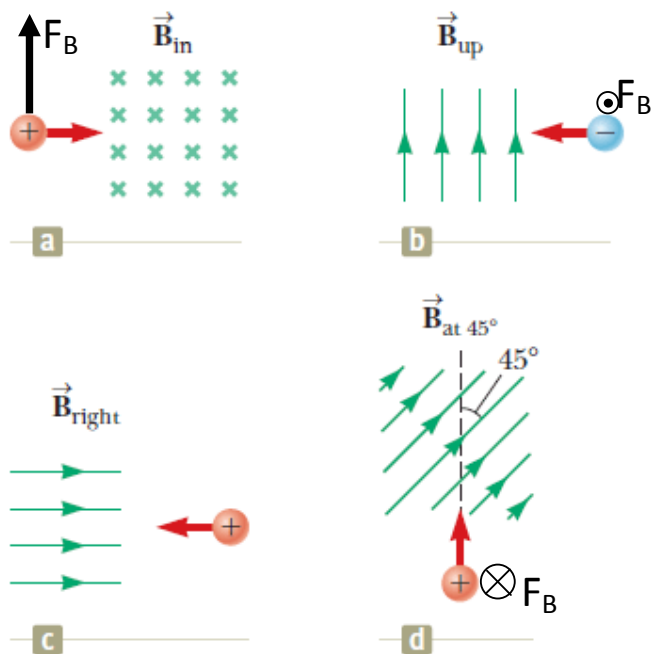 F_B
B⃗_in
+
a
B⃗_up
F_B
−
b
B⃗_right
+
c
B⃗_at 45°
45°
+
F_B
d